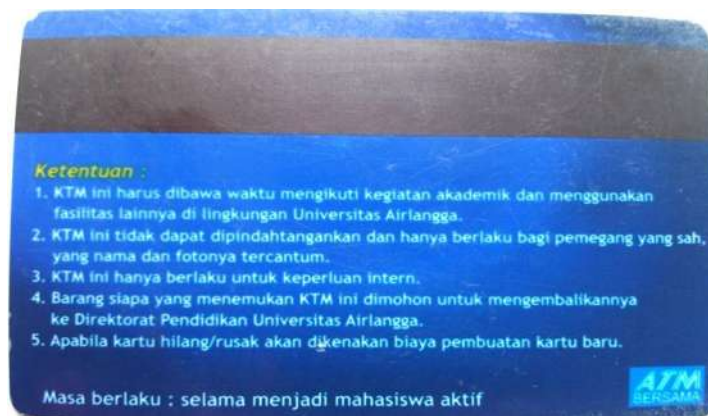 Ketentuan :
1. KTM ini harus dibawa waktu mengikuti kegiatan akademik dan menggunakan
fasilitas lainnya di lingkungan Universitas Airlangga.
2. KTM ini tidak dapat dipindahtangankan dan hanya berlaku bagi pemegang yang sah,
yang nama dan fotonya tercantum.
3. KTM ini hanya berlaku untuk keperluan intern.
4. Barang siapa yang menemukan KTM ini dimohon untuk mengembalikannya
ke Direktorat Pendidikan Universitas Airlangga.
5. Apabila kartu hilang/rusak akan dikenakan biaya pembuatan kartu baru.
Masa berlaku : selama menjadi mahasiswa aktif
ATM
BERSAMA